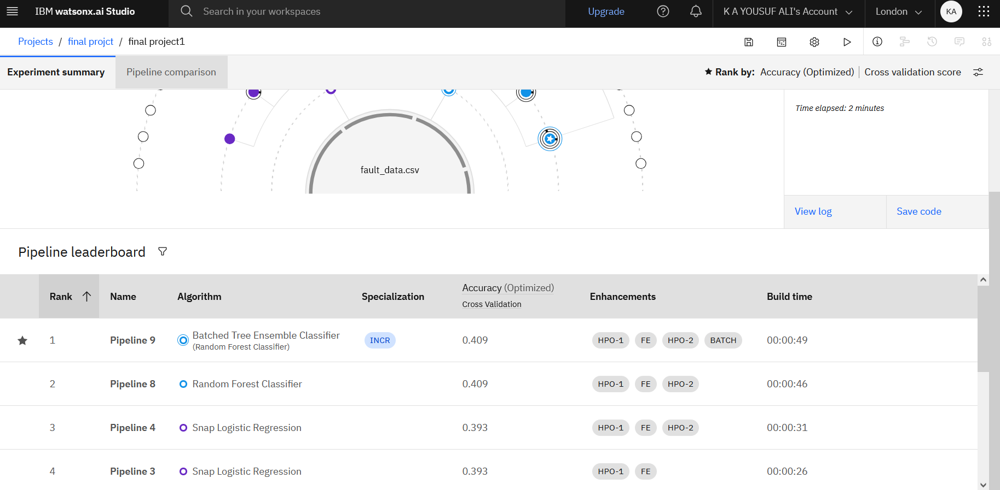 IBM watsonx.ai Studio
Search in your workspaces
Upgrade
K A YOUSUF ALI's Account
London
KA
Projects / final projct / final project1
Experiment summary
Pipeline comparison
Rank by: Accuracy (Optimized) | Cross validation score
Time elapsed: 2 minutes
fault_data.csv
View log
Save code
Pipeline leaderboard
Rank
Name
Algorithm
Specialization
Accuracy (Optimized)
Cross Validation
Enhancements
Build time
1
Pipeline 9
Batched Tree Ensemble Classifier
(Random Forest Classifier)
INCR
0.409
HPO-1 FE HPO-2 BATCH
00:00:49
2
Pipeline 8
Random Forest Classifier
0.409
HPO-1 FE HPO-2
00:00:46
3
Pipeline 4
Snap Logistic Regression
0.393
HPO-1 FE HPO-2
00:00:31
4
Pipeline 3
Snap Logistic Regression
0.393
HPO-1 FE
00:00:26